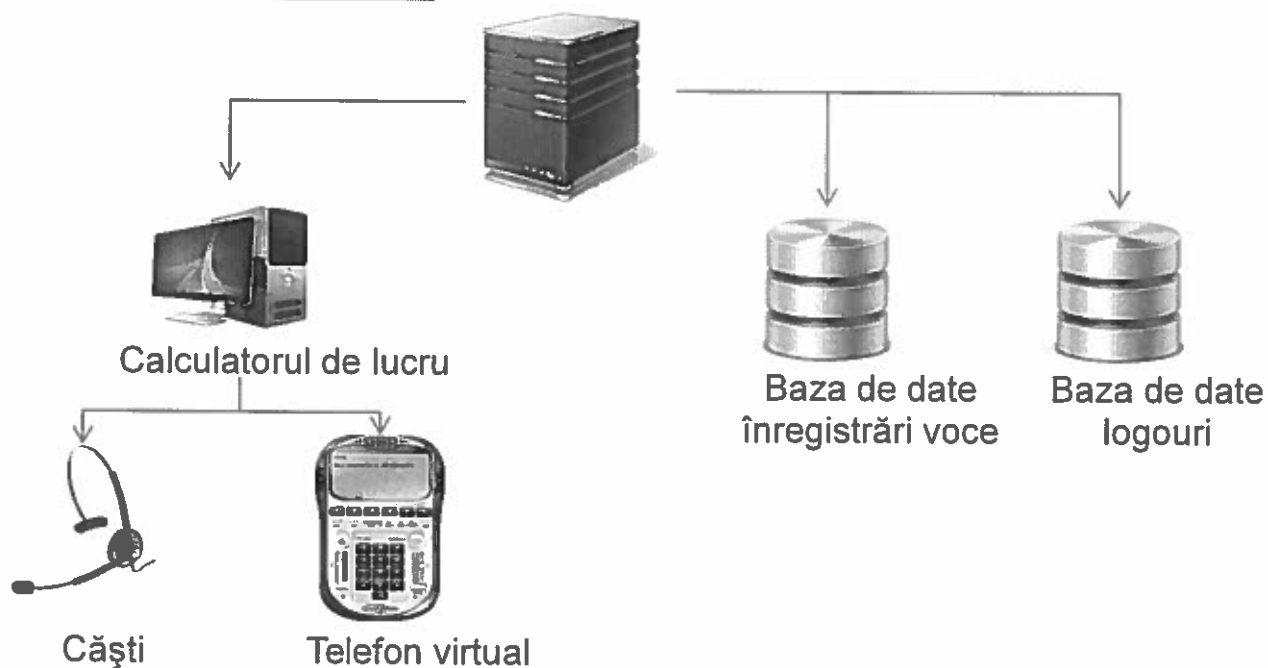 Calculatorul de lucru
Baza de date
înregistrări voce
Baza de date
logouri
Căşti
Telefon virtual